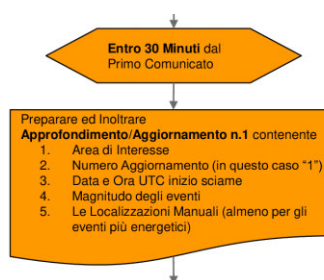 Entro 30 Minuti dal
Primo Comunicato
Preparare ed Inoltrare
Approfondimento/Aggiornamento n.1 contenente
1. Area di Interesse
2. Numero Aggiornamento (in questo caso “1”)
3. Data e Ora UTC inizio sciame
4. Magnitudo degli eventi
5. Le Localizzazioni Manuali (almeno per gli
eventi più energetici)